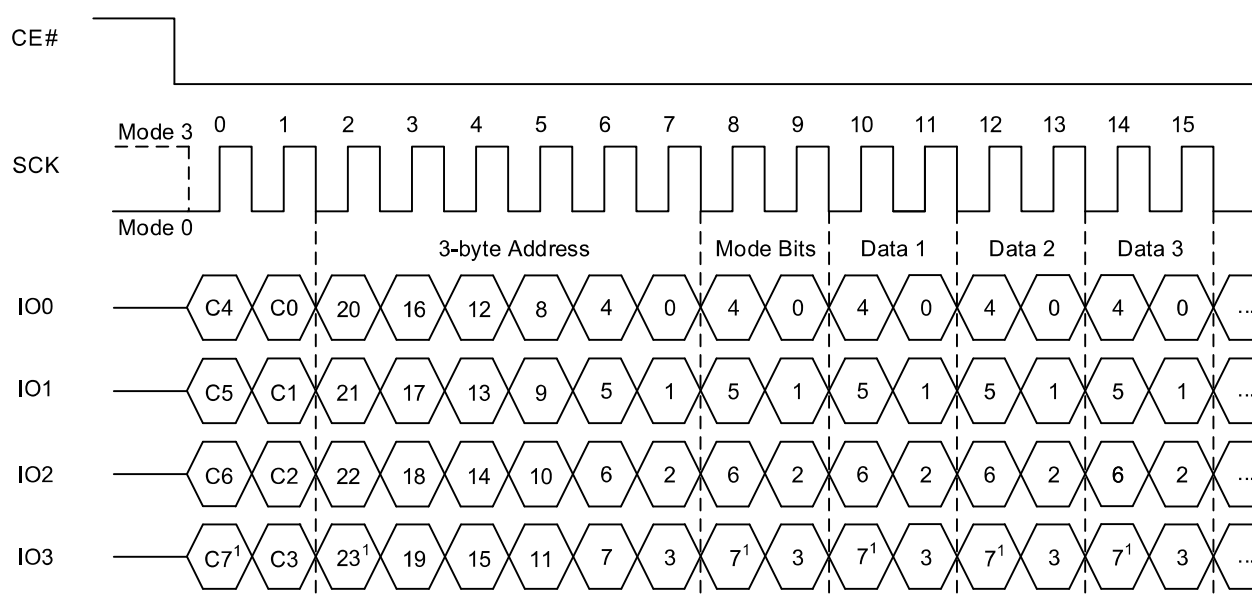 CE#
Mode 3 0 1 2 3 4 5 6 7 8 9 10 11 12 13 14 15
SCK
Mode 0
3-byte Address Mode Bits Data 1 Data 2 Data 3
IO0 C4 C0 20 16 12 8 4 0 4 0 4 0 4 0 4 0 ...
IO1 C5 C1 21 17 13 9 5 1 5 1 5 1 5 1 5 1 ...
IO2 C6 C2 22 18 14 10 6 2 6 2 6 2 6 2 6 2 ...
IO3 C7¹ C3 23¹ 19 15 11 7 3 7¹ 3 7¹ 3 7¹ 3 7¹ 3 ...